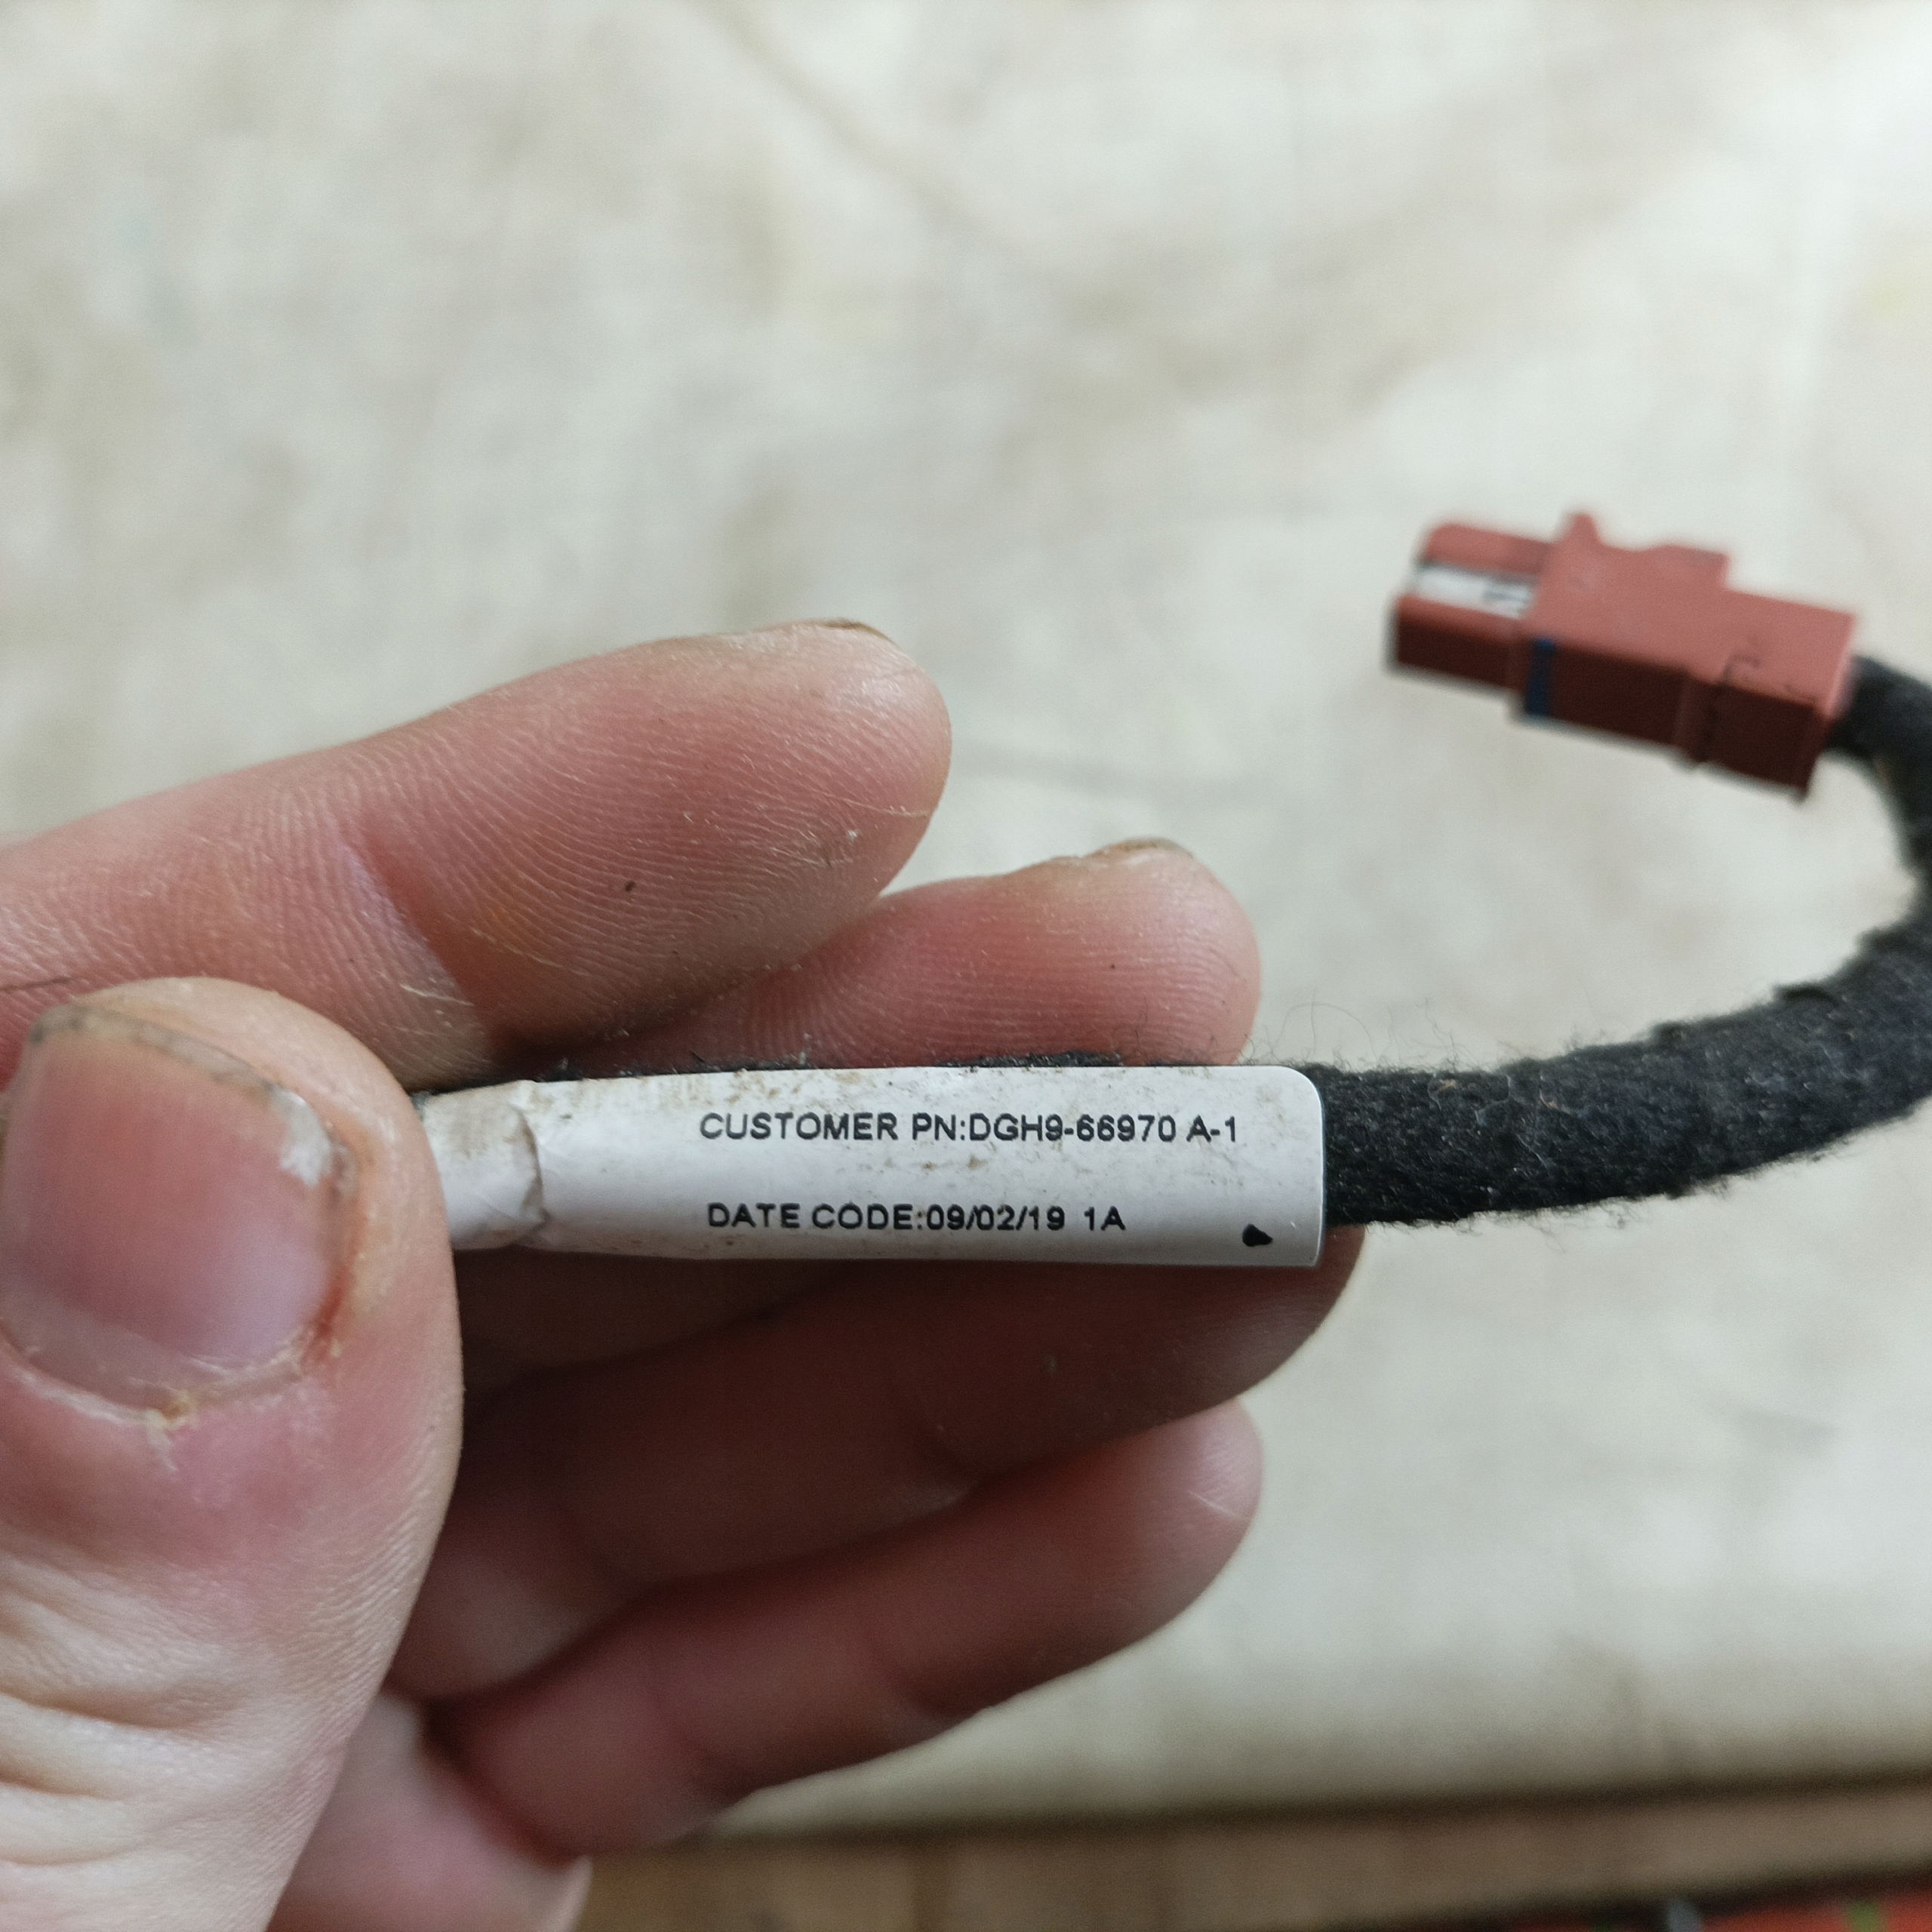 CUSTOMER PN:DGH9-66970 A-1
DATE CODE:09/02/19 1A